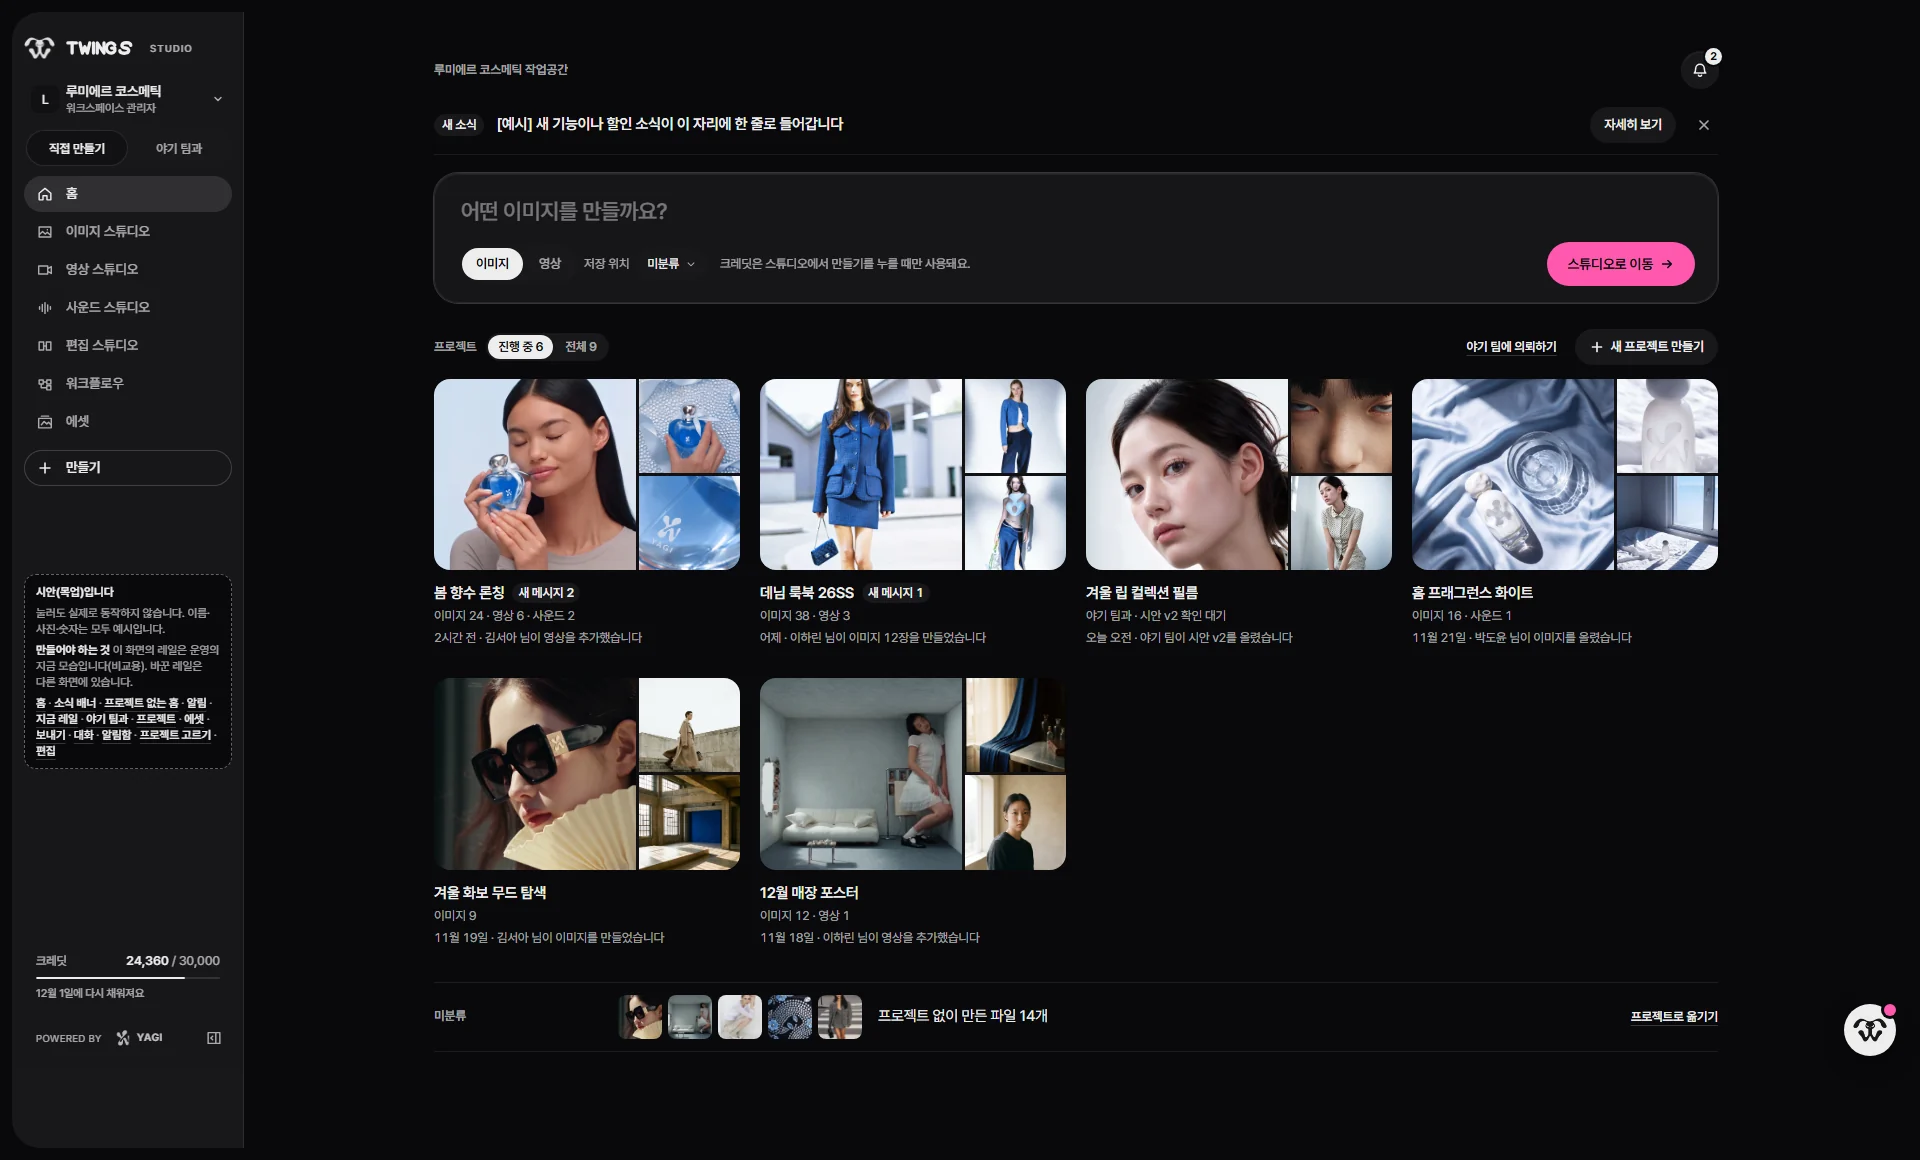 TWINGS STUDIO
루미에르 코스메틱 작업공간
2
L
루미에르 코스메틱
워크스페이스 관리자
직접 만들기
야기 팀과
홈
이미지 스튜디오
영상 스튜디오
사운드 스튜디오
편집 스튜디오
워크플로우
에셋
만들기
시안(목업)입니다
눌러도 실제로 동작하지 않습니다. 이름·
사진·숫자는 모두 예시입니다.
만들어야 하는 것 이 화면의 레일은 운영의
지금 모습입니다(비교용). 바꾼 레일은
다른 화면에 있습니다.
홈 · 소식 배너 · 프로젝트 없는 홈 · 알림 ·
지금 레일 · 야기 팀과 · 프로젝트 · 에셋 ·
보내기 · 대화 · 알림함 · 프로젝트 고르기 ·
편집
크레딧 24,360 / 30,000
12월 1일에 다시 채워져요
POWERED BY YAGI
새 소식 [예시] 새 기능이나 할인 소식이 이 자리에 한 줄로 들어갑니다 자세히 보기
어떤 이미지를 만들까요?
이미지 영상 저장 위치 미분류 크레딧은 스튜디오에서 만들기를 누를 때만 사용돼요. 스튜디오로 이동
프로젝트 진행 중 6 전체 9 야기 팀에 의뢰하기 새 프로젝트 만들기
YAGI
봄 향수 론칭 새 메시지 2
이미지 24 · 영상 6 · 사운드 2
2시간 전 · 김서아 님이 영상을 추가했습니다
데님 룩북 26SS 새 메시지 1
이미지 38 · 영상 3
어제 · 이하린 님이 이미지 12장을 만들었습니다
겨울 립 컬렉션 필름
야기 팀과 · 시안 v2 확인 대기
오늘 오전 · 야기 팀이 시안 v2를 올렸습니다
홈 프래그런스 화이트
이미지 16 · 사운드 1
11월 21일 · 박도윤 님이 이미지를 올렸습니다
겨울 화보 무드 탐색
이미지 9
11월 19일 · 김서아 님이 이미지를 만들었습니다
12월 매장 포스터
이미지 12 · 영상 1
11월 18일 · 이하린 님이 영상을 추가했습니다
미분류 프로젝트 없이 만든 파일 14개 프로젝트로 옮기기